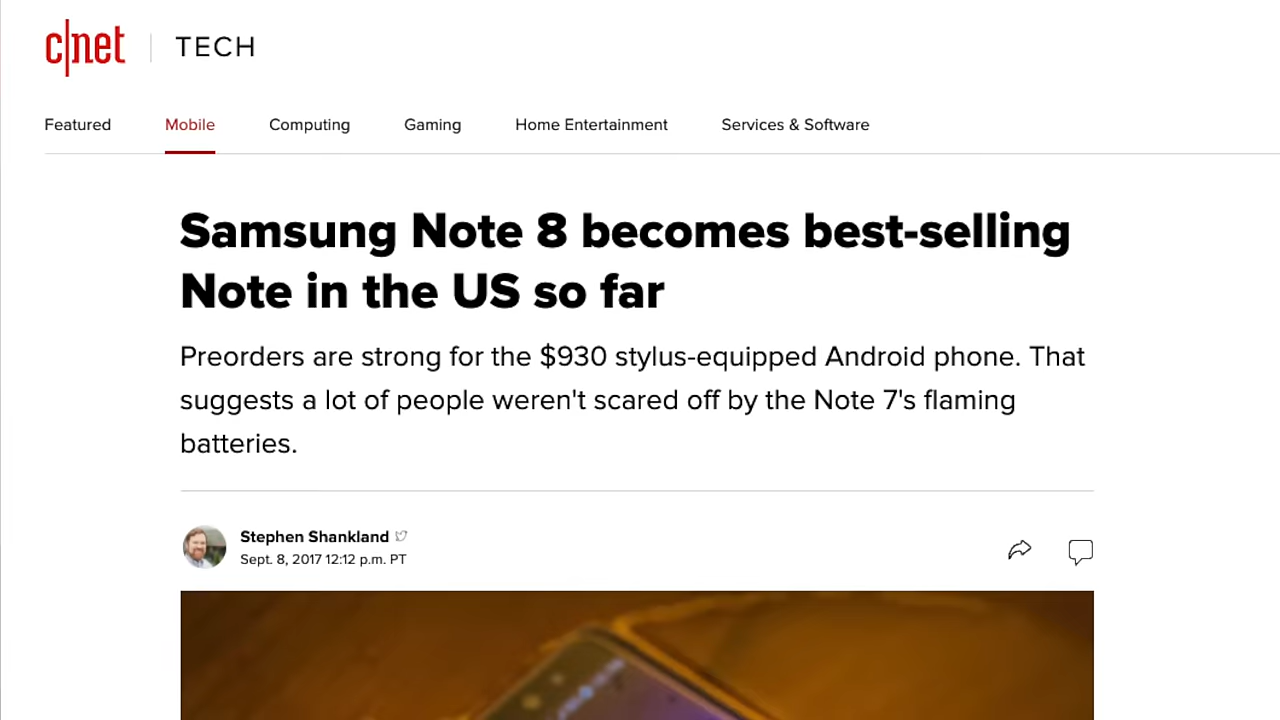 c|net TECH
Featured Mobile Computing Gaming Home Entertainment Services & Software
Samsung Note 8 becomes best-selling
Note in the US so far
Preorders are strong for the $930 stylus-equipped Android phone. That
suggests a lot of people weren't scared off by the Note 7's flaming
batteries.
Stephen Shankland
Sept. 8, 2017 12:12 p.m. PT